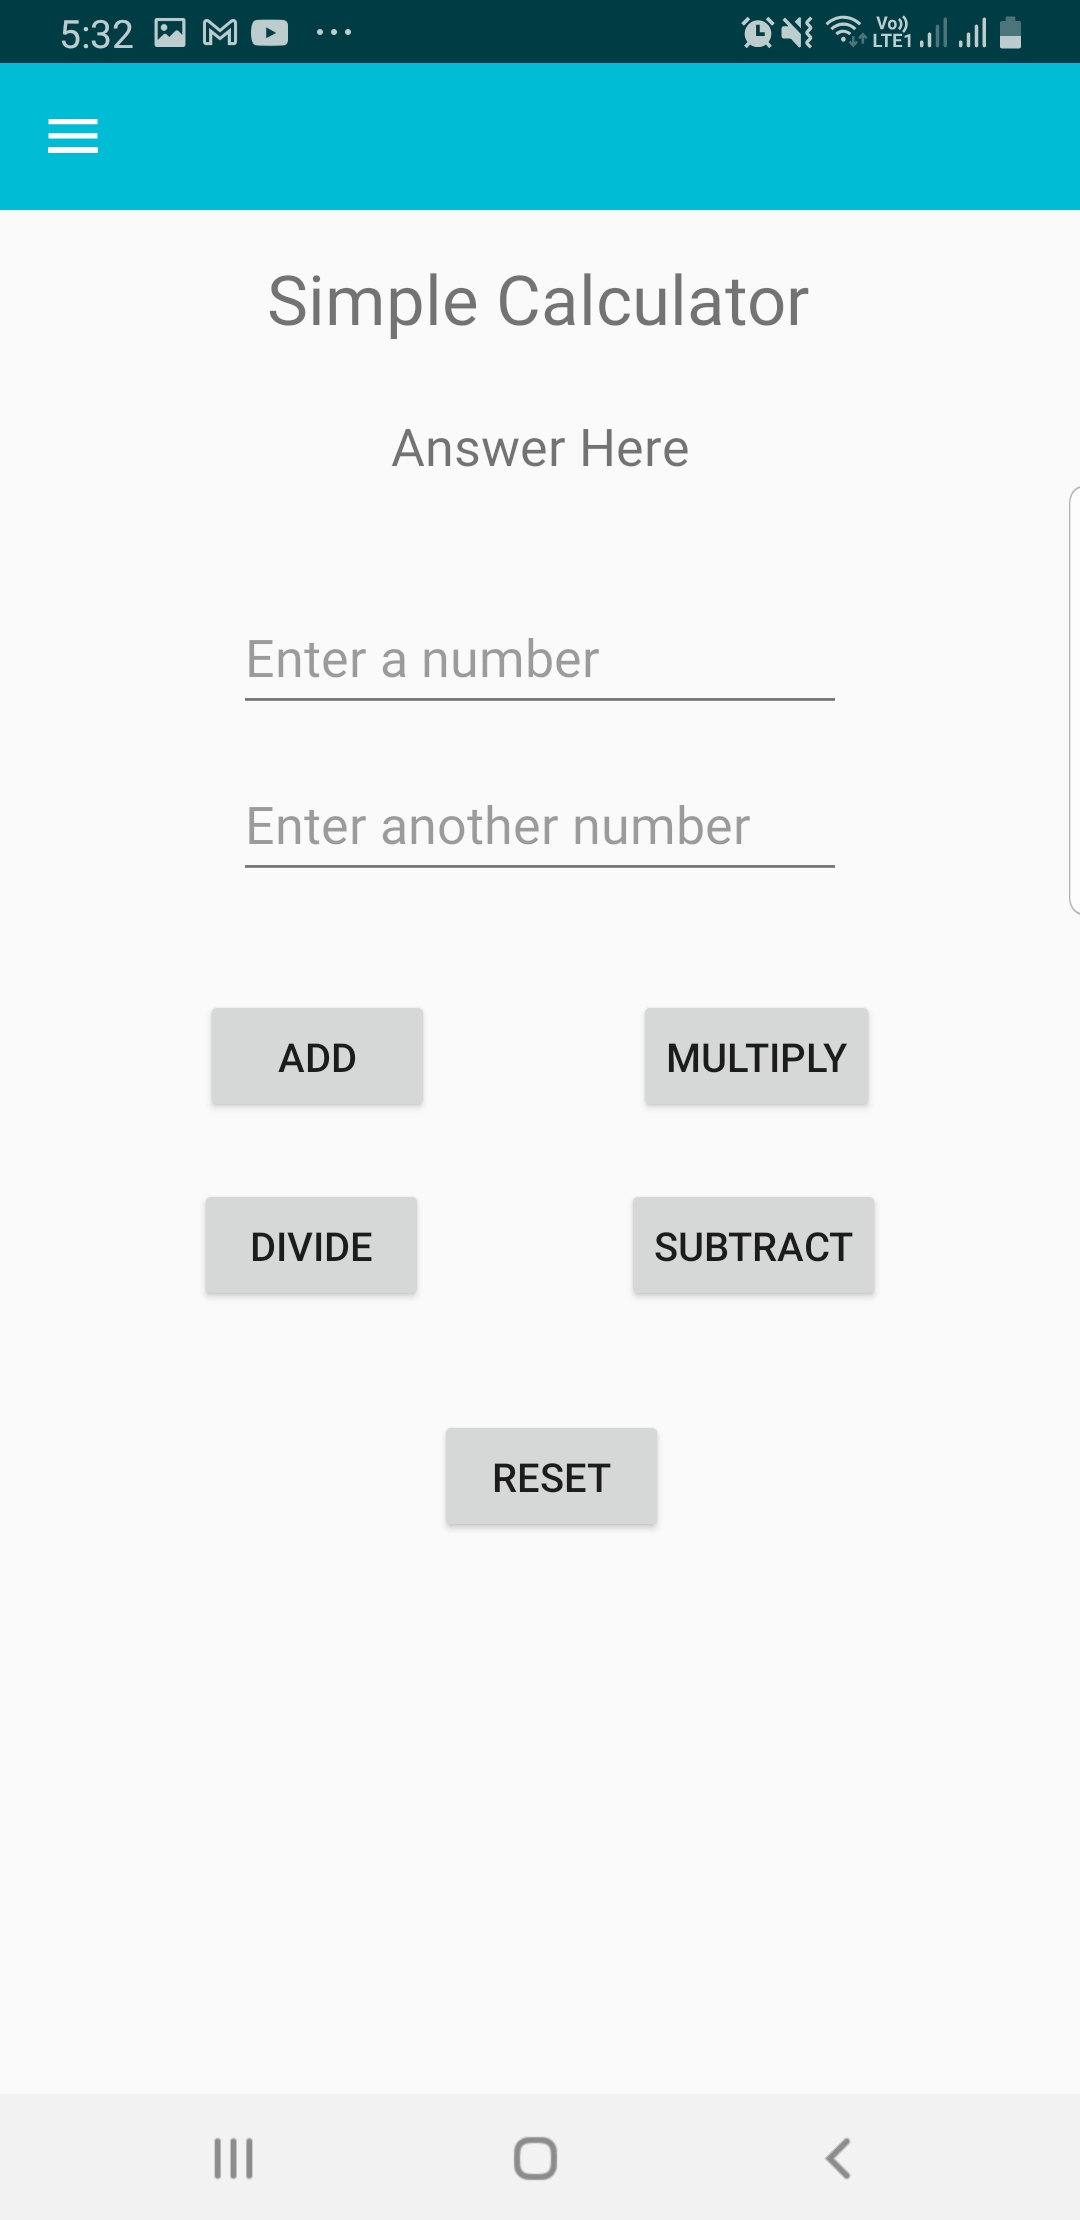 5:32 Vo)) LTE1
Simple Calculator
Answer Here
Enter a number
Enter another number
ADD MULTIPLY
DIVIDE SUBTRACT
RESET